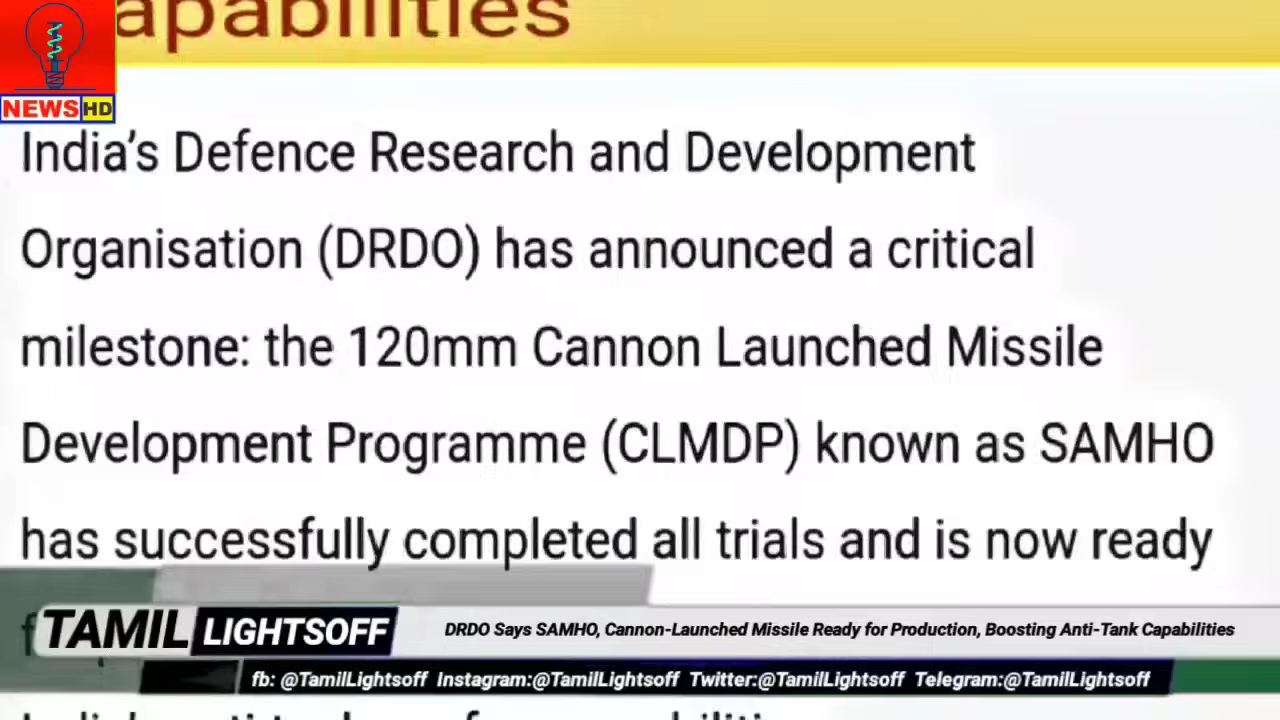 apabilities
NEWS HD
India’s Defence Research and Development
Organisation (DRDO) has announced a critical
milestone: the 120mm Cannon Launched Missile
Development Programme (CLMDP) known as SAMHO
has successfully completed all trials and is now ready
TAMIL LIGHTSOFF
DRDO Says SAMHO, Cannon-Launched Missile Ready for Production, Boosting Anti-Tank Capabilities
fb: @TamilLightsoff Instagram:@TamilLightsoff Twitter:@TamilLightsoff Telegram:@TamilLightsoff